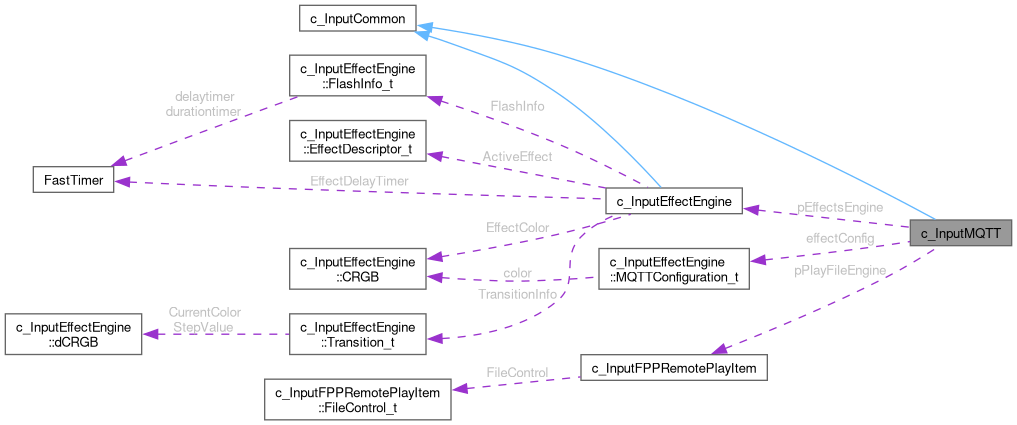 c_InputCommon
c_InputEffectEngine
::FlashInfo_t
delaytimer
durationtimer
FlashInfo
c_InputEffectEngine
::EffectDescriptor_t
ActiveEffect
FastTimer
EffectDelayTimer
c_InputEffectEngine
pEffectsEngine
c_InputMQTT
EffectColor
effectConfig
c_InputEffectEngine
::CRGB
color
c_InputEffectEngine
::MQTTConfiguration_t
pPlayFileEngine
TransitionInfo
CurrentColor
StepValue
c_InputEffectEngine
::dCRGB
c_InputEffectEngine
::Transition_t
c_InputFPPRemotePlayItem
FileControl
c_InputFPPRemotePlayItem
::FileControl_t